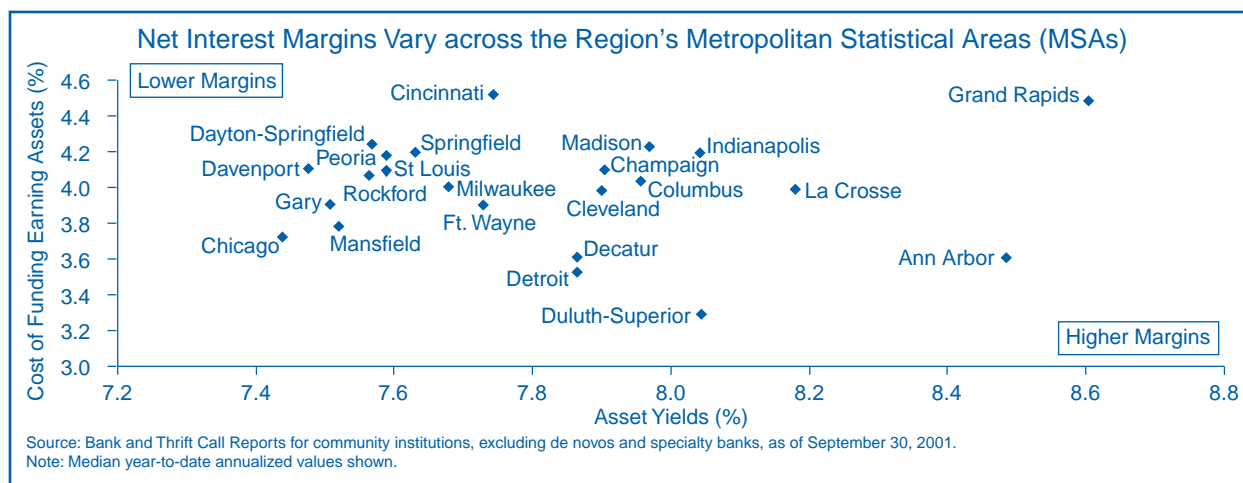 Net Interest Margins Vary across the Region’s Metropolitan Statistical Areas (MSAs)
Cost of Funding Earning Assets (%)
4.6
4.4
4.2
4.0
3.8
3.6
3.4
3.2
3.0
Lower Margins
Cincinnati
Grand Rapids
Dayton-Springfield
Springfield
Madison
Indianapolis
Peoria
Davenport
St Louis
Champaign
Rockford
Milwaukee
Columbus
La Crosse
Gary
Ft. Wayne
Cleveland
Chicago
Mansfield
Decatur
Ann Arbor
Detroit
Duluth-Superior
Higher Margins
7.2 7.4 7.6 7.8 8.0 8.2 8.4 8.6 8.8
Asset Yields (%)
Source: Bank and Thrift Call Reports for community institutions, excluding de novos and specialty banks, as of September 30, 2001.
Note: Median year-to-date annualized values shown.